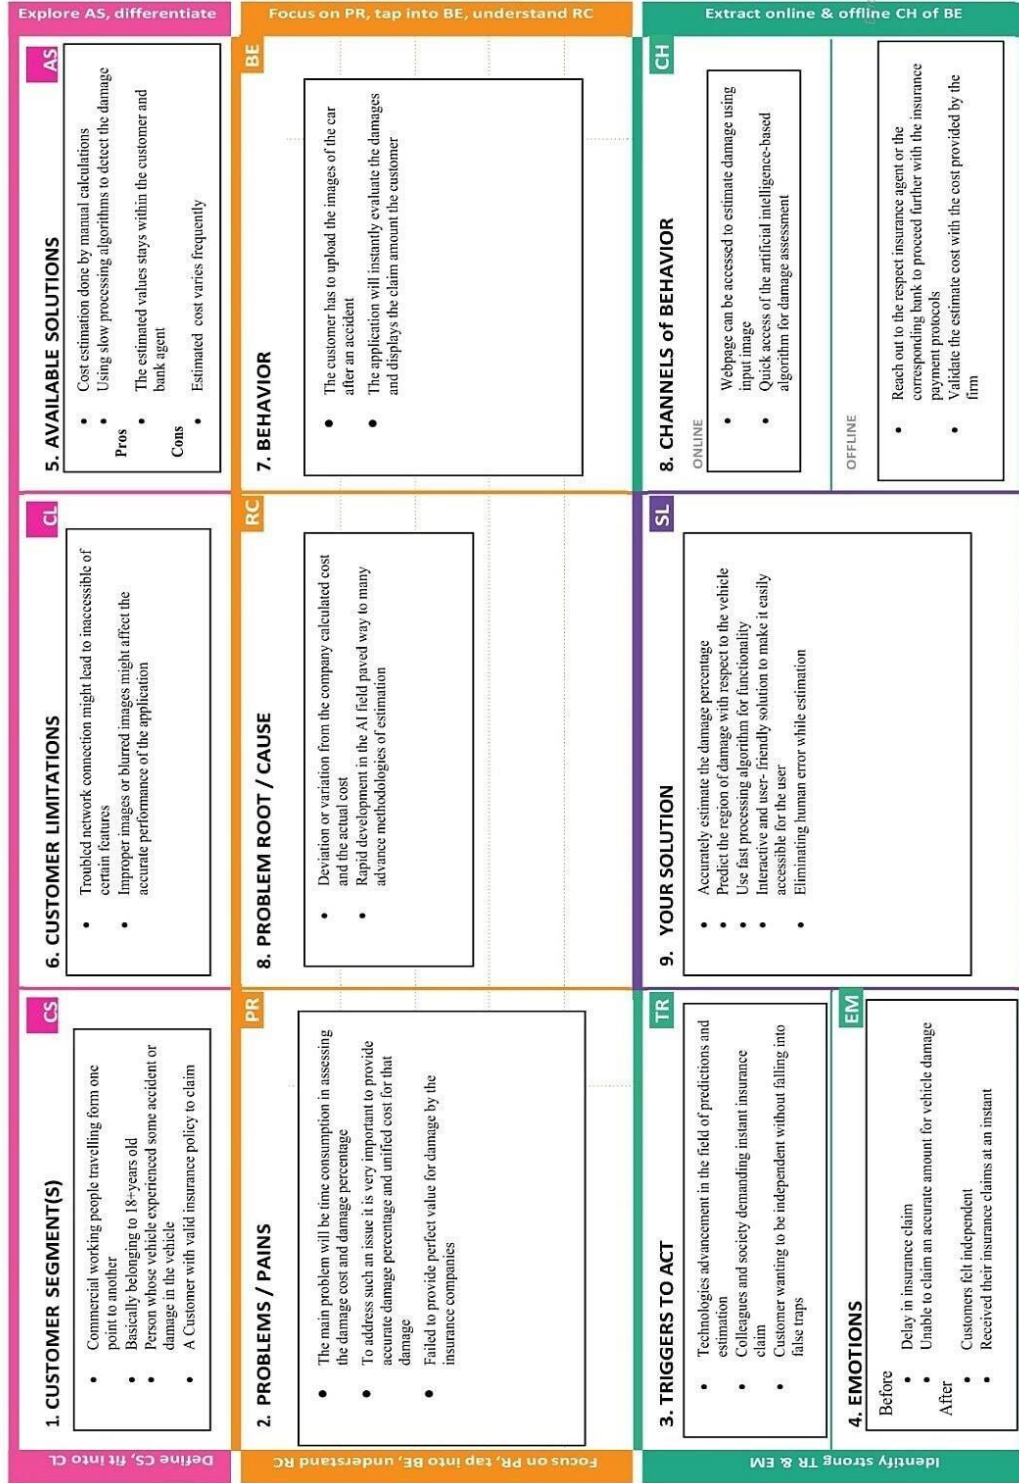 Define CS, fit into CL
1. CUSTOMER SEGMENT(S)
CS
• Commercial working people travelling form one
point to another
• Basically belonging to 18+years old
• Person whose vehicle experienced some accident or
damage in the vehicle
• A Customer with valid insurance policy to claim
6. CUSTOMER LIMITATIONS
CL
• Troubled network connection might lead to inaccessible of
certain features
• Improper images or blurred images might affect the
accurate performance of the application
5. AVAILABLE SOLUTIONS
AS
• Cost estimation done by manual calculations
• Using slow processing algorithms to detect the damage
Pros
• The estimated values stays within the customer and
bank agent
Cons
• Estimated cost varies frequently
Explore AS, differentiate
Focus on PR, tap into BE, understand RC
2. PROBLEMS / PAINS
PR
• The main problem will be time consumption in assessing
the damage cost and damage percentage
• To address such an issue it is very important to provide
accurate damage percentage and unified cost for that
damage
• Failed to provide perfect value for damage by the
insurance companies
8. PROBLEM ROOT / CAUSE
RC
• Deviation or variation from the company calculated cost
and the actual cost
• Rapid development in the AI field paved way to many
advance methodologies of estimation
7. BEHAVIOR
BE
• The customer has to upload the images of the car
after an accident
• The application will instantly evaluate the damages
and displays the claim amount the customer
Focus on PR, tap into BE, understand RC
Identify strong TR & EM
3. TRIGGERS TO ACT
TR
• Technologies advancement in the field of predictions and
estimation
• Colleagues and society demanding instant insurance
claim
• Customer wanting to be independent without falling into
false traps
4. EMOTIONS
EM
Before
• Delay in insurance claim
• Unable to claim an accurate amount for vehicle damage
After
• Customers felt independent
• Received their insurance claims at an instant
9. YOUR SOLUTION
SL
• Accurately estimate the damage percentage
• Predict the region of damage with respect to the vehicle
• Use fast processing algorithm for functionality
• Interactive and user- friendly solution to make it easily
accessible for the user
• Eliminating human error while estimation
8. CHANNELS of BEHAVIOR
CH
ONLINE
• Webpage can be accessed to estimate damage using
input image
• Quick access of the artificial intelligence-based
algorithm for damage assessment
OFFLINE
• Reach out to the respect insurance agent or the
corresponding bank to proceed further with the insurance
payment protocols
• Validate the estimate cost with the cost provided by the
firm
Extract online & offline CH of BE